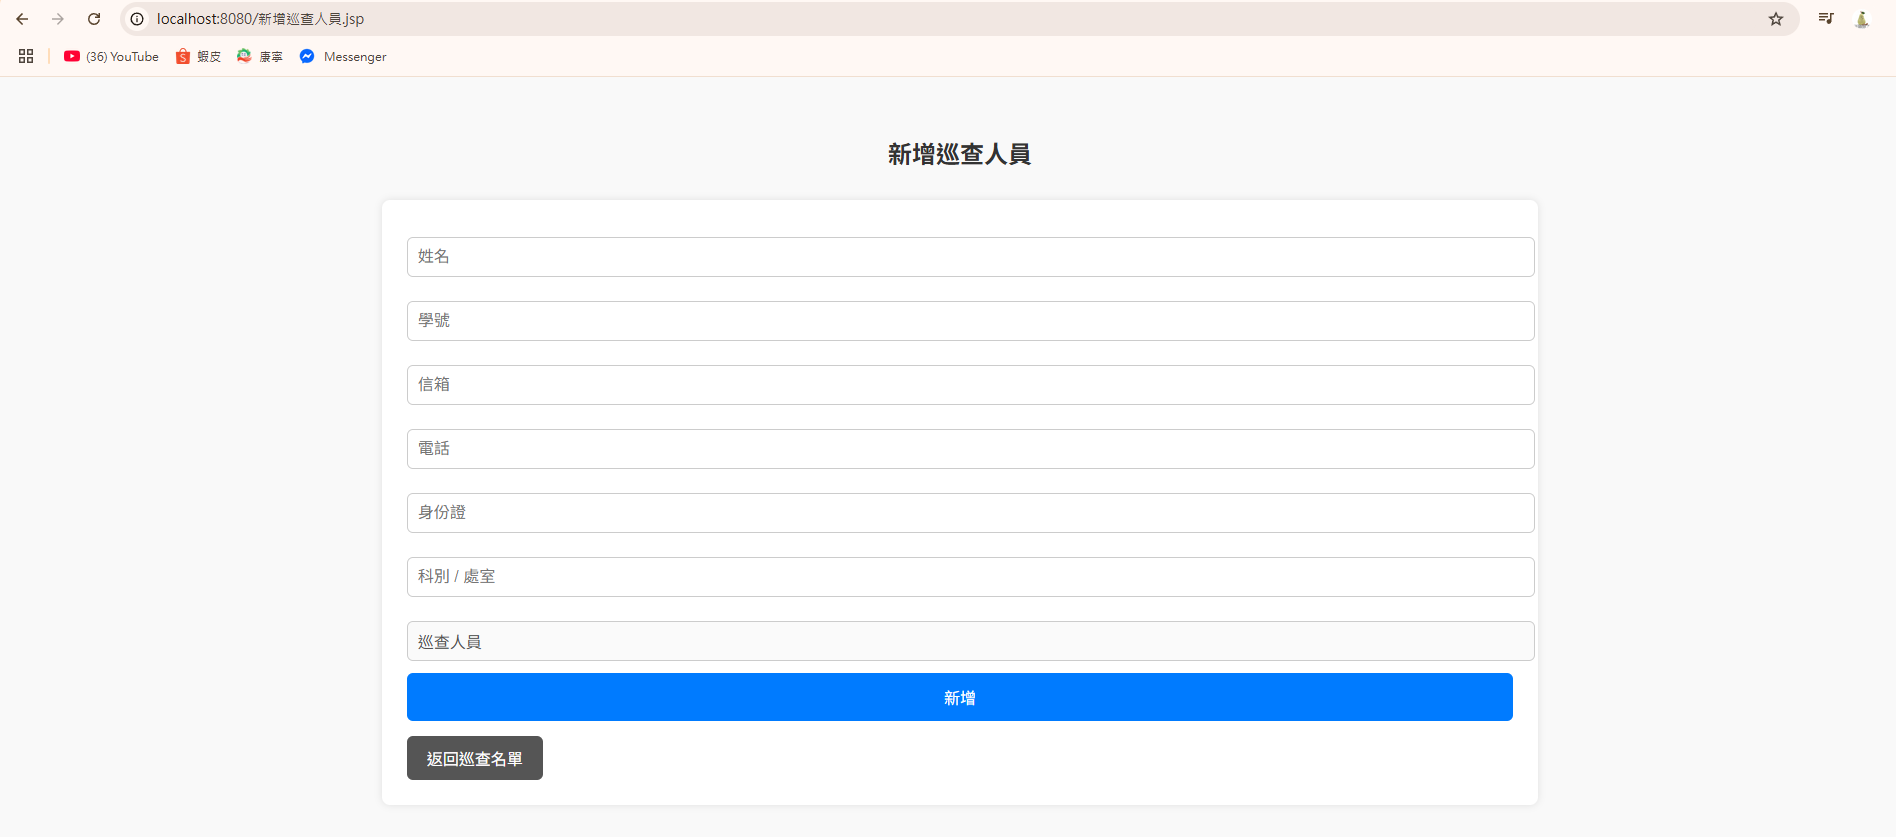 localhost:8080/新增巡查人員.jsp
(36) YouTube 蝦皮 康寧 Messenger
新增巡查人員
姓名
學號
信箱
電話
身份證
科別 / 處室
巡查人員
新增
返回巡查名單